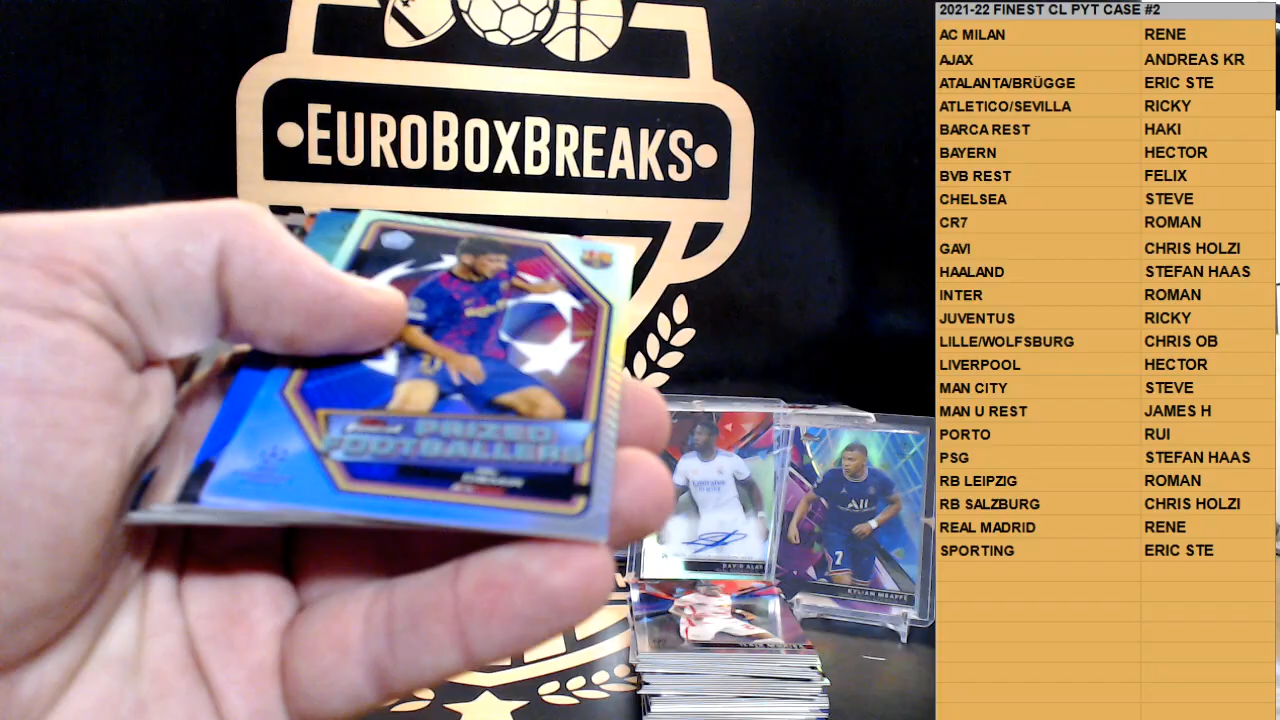 EUROBOXBREAKS
PRIZED
FOOTBALLERS
DAVID ALAB
7
KYLIAN MBAPPÉ
2021-22 FINEST CL PYT CASE #2
AC MILAN RENE
AJAX ANDREAS KR
ATALANTA/BRÜGGE ERIC STE
ATLETICO/SEVILLA RICKY
BARCA REST HAKI
BAYERN HECTOR
BVB REST FELIX
CHELSEA STEVE
CR7 ROMAN
GAVI CHRIS HOLZI
HAALAND STEFAN HAAS
INTER ROMAN
JUVENTUS RICKY
LILLE/WOLFSBURG CHRIS OB
LIVERPOOL HECTOR
MAN CITY STEVE
MAN U REST JAMES H
PORTO RUI
PSG STEFAN HAAS
RB LEIPZIG ROMAN
RB SALZBURG CHRIS HOLZI
REAL MADRID RENE
SPORTING ERIC STE